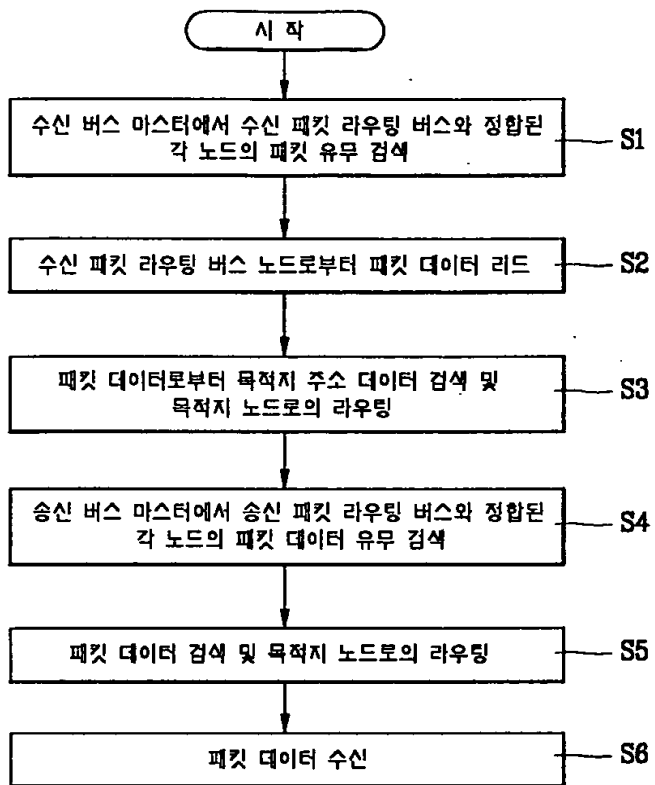 시 작
수신 버스 마스터에서 수신 패킷 라우팅 버스와 정합된
각 노드의 패킷 유무 검색
S1
수신 패킷 라우팅 버스 노드로부터 패킷 데이터 리드
S2
패킷 데이터로부터 목적지 주소 데이터 검색 및
목적지 노드로의 라우팅
S3
송신 버스 마스터에서 송신 패킷 라우팅 버스와 정합된
각 노드의 패킷 데이터 유무 검색
S4
패킷 데이터 검색 및 목적지 노드로의 라우팅
S5
패킷 데이터 수신
S6